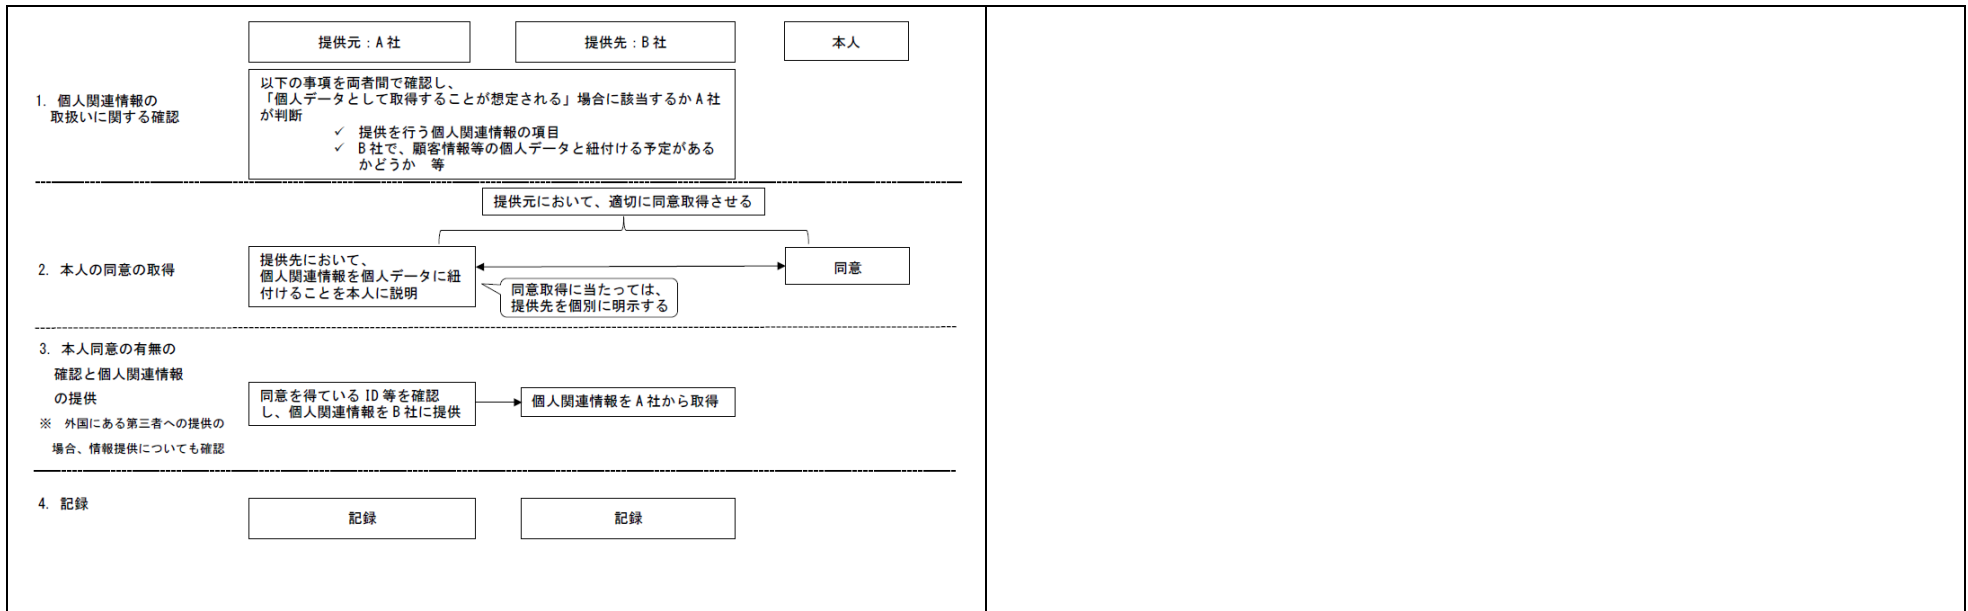 提供元：A社
提供先：B社
本人
1. 個人関連情報の
取扱いに関する確認
以下の事項を両者間で確認し、
「個人データとして取得することが想定される」場合に該当するかA社
が判断
✓ 提供を行う個人関連情報の項目
✓ B社で、顧客情報等の個人データと紐付ける予定がある
かどうか 等
提供元において、適切に同意取得させる
2. 本人の同意の取得
提供先において、
個人関連情報を個人データに紐
付けることを本人に説明
同意
同意取得に当たっては、
提供先を個別に明示する
3. 本人同意の有無の
確認と個人関連情報
の提供
※ 外国にある第三者への提供の
場合、情報提供についても確認
同意を得ているID等を確認
し、個人関連情報をB社に提供
個人関連情報をA社から取得
4. 記録
記録
記録